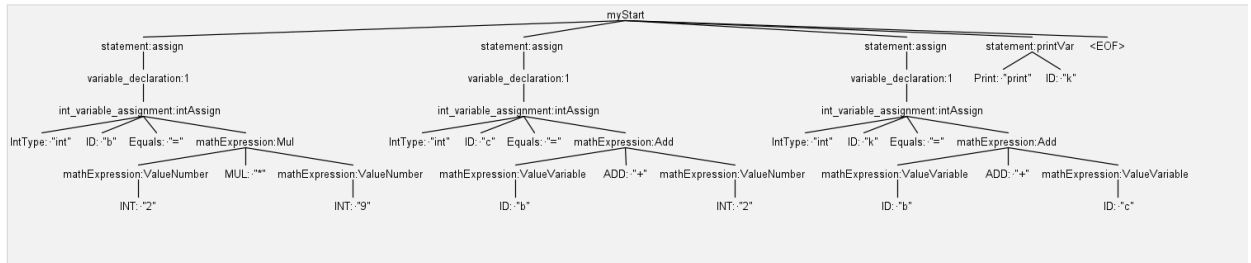 myStart
statement:assign statement:assign statement:assign statement:printVar <EOF>
variable_declaration:1 variable_declaration:1 variable_declaration:1 Print: "print" ID: "k"
int_variable_assignment:intAssign int_variable_assignment:intAssign int_variable_assignment:intAssign
IntType: "int" ID: "b" Equals: "=" mathExpression:Mul IntType: "int" ID: "c" Equals: "=" mathExpression:Add IntType: "int" ID: "k" Equals: "=" mathExpression:Add
mathExpression:ValueNumber MUL: "*" mathExpression:ValueNumber mathExpression:ValueVariable ADD: "+" mathExpression:ValueNumber mathExpression:ValueVariable ADD: "+" mathExpression:ValueVariable
INT: "2" INT: "9" ID: "b" INT: "2" ID: "b" ID: "c"